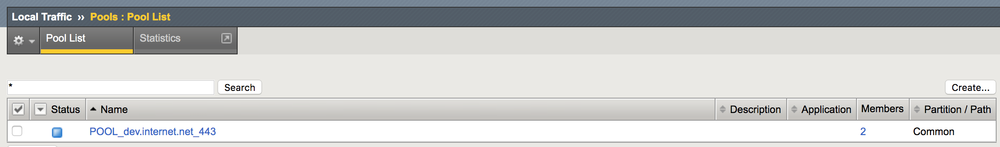 Local Traffic ›› Pools : Pool List
Pool List Statistics
* Search Create...
Status Name Description Application Members Partition / Path
POOL_dev.internet.net_443 2 Common